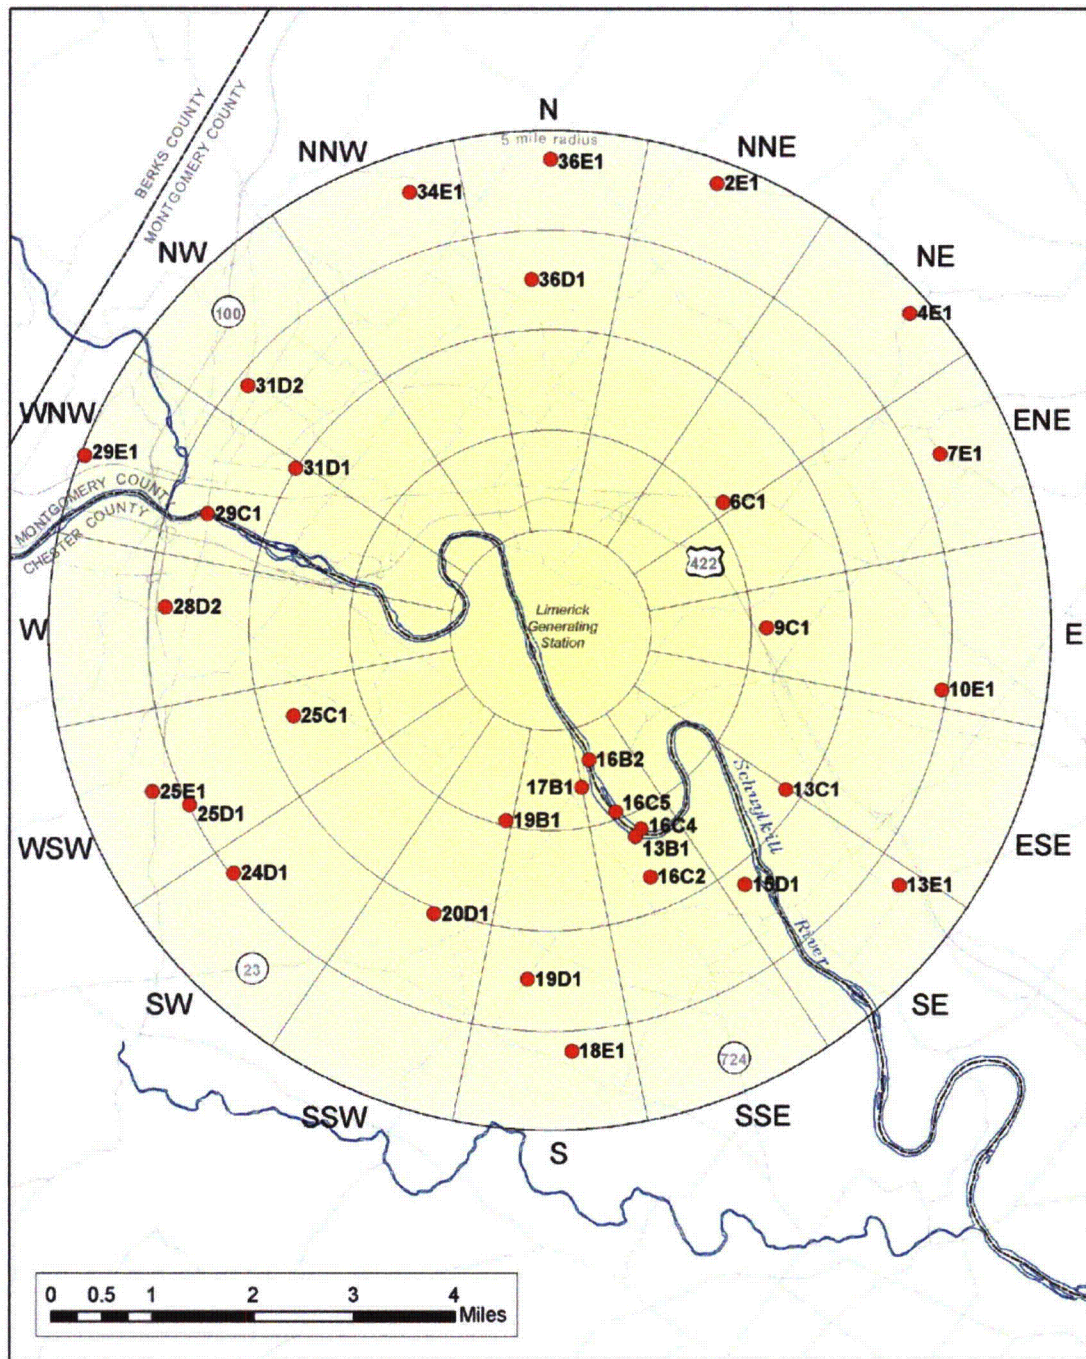 N
5 mile radius
NNW
NNE
36E1
2E1
34E1
BERKS COUNTY
MONTGOMERY COUNTY
NW
NE
36D1
100
4E1
31D2
WNW
ENE
29E1
7E1
31D1
6C1
MONTGOMERY COUNT
CHESTER COUNTY
29C1
422
Limerick
Generating
Station
28D2
W
9C1
E
10E1
25C1
16B2
Schuylkill
River
17B1
25E1
25D1
16C5
13C1
19B1
16C4
13B1
WSW
ESE
24D1
16C2
15D1
13E1
20D1
23
19D1
SW
SE
18E1
724
SSW
SSE
S
0 0.5 1 2 3 4
Miles